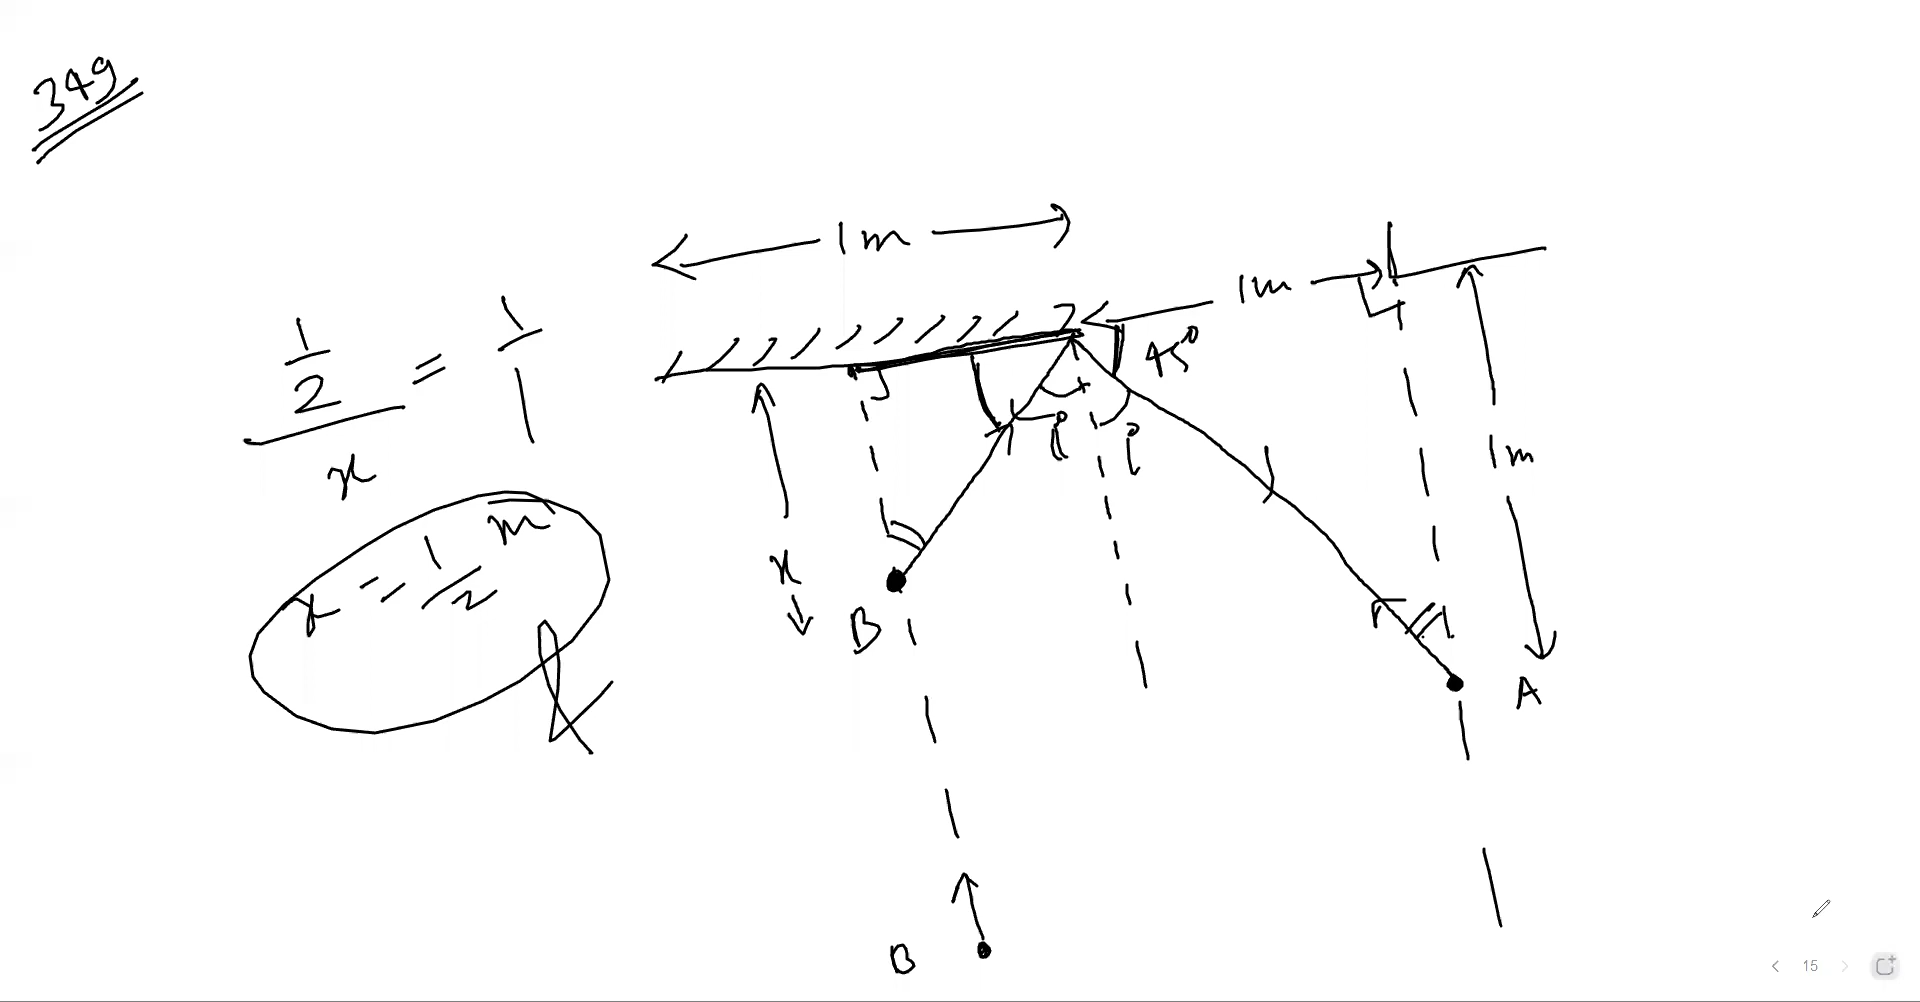 349
1m
1m
45°
1/2 / x = 1/1
i
i
1m
x = 1/2 m
x
B
A
B
15